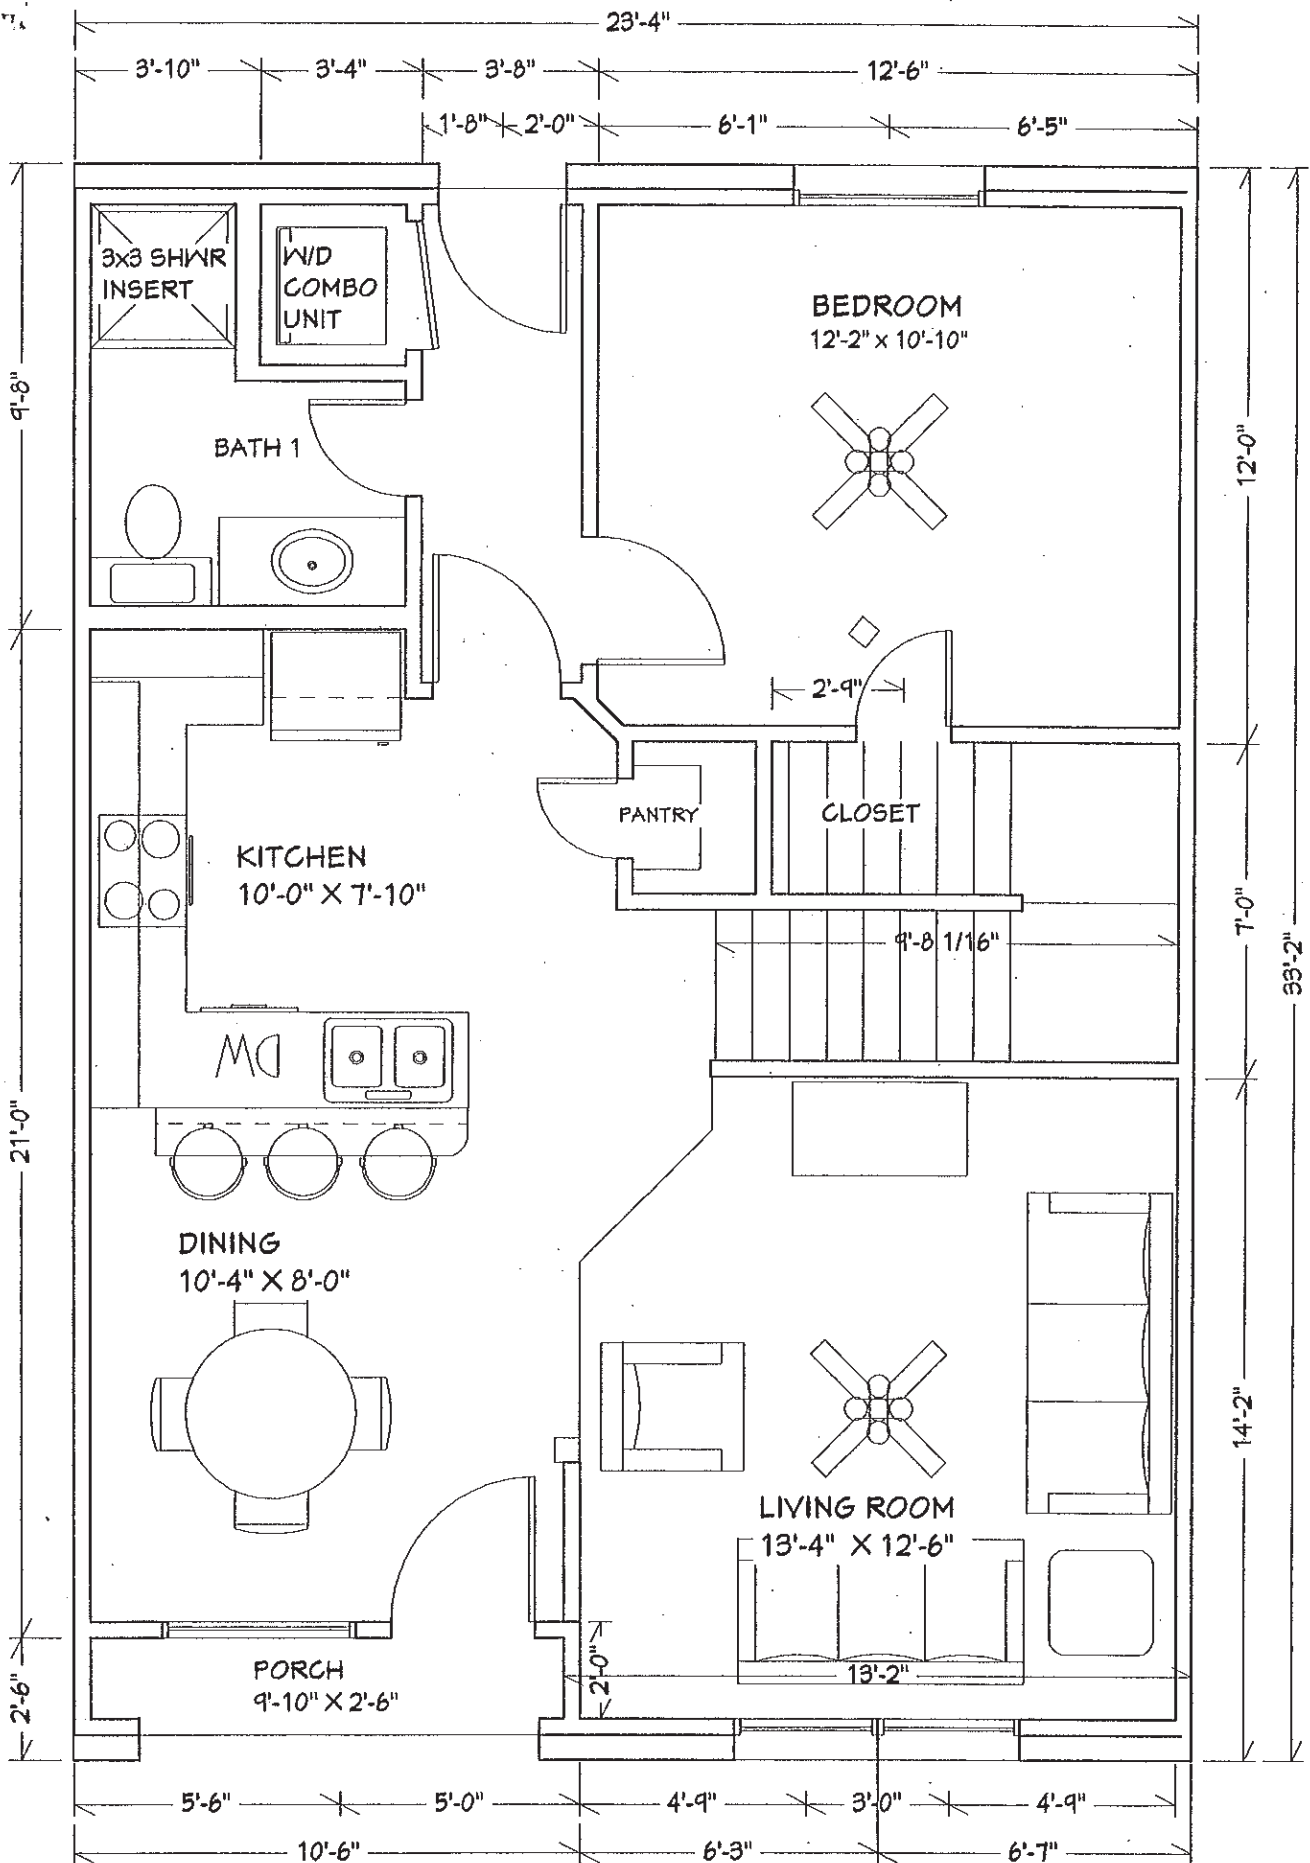 23'-4"
3'-10" 3'-4" 3'-8" 12'-6"
1'-8" 2'-0" 6'-1" 6'-5"
3x3 SHWR
INSERT
W/D
COMBO
UNIT
BEDROOM
12'-2" x 10'-10"
9'-8"
12'-0"
BATH 1
2'-9"
PANTRY
CLOSET
KITCHEN
10'-0" X 7'-10"
7'-0"
33'-2"
9'-8 1/16"
DW
21'-0"
DINING
10'-4" X 8'-0"
14'-2"
LIVING ROOM
13'-4" X 12'-6"
PORCH
9'-10" X 2'-6"
2'-6"
2'-0"
13'-2"
5'-6" 5'-0" 4'-9" 3'-0" 4'-9"
10'-6" 6'-3" 6'-7"